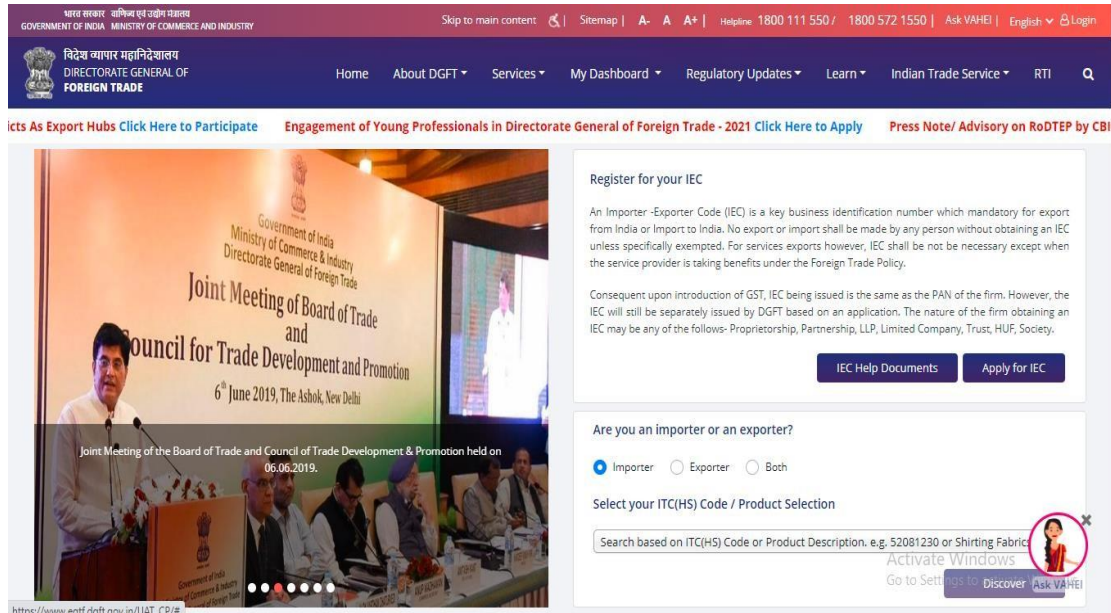 भारत सरकार वाणिज्य एवं उद्योग मंत्रालय
GOVERNMENT OF INDIA MINISTRY OF COMMERCE AND INDUSTRY
Skip to main content | Sitemap | A- A A+ | Helpline 1800 111 550 / 1800 572 1550 | Ask VAHEI | English Login
विदेश व्यापार महानिदेशालय
DIRECTORATE GENERAL OF
FOREIGN TRADE
Home About DGFT Services My Dashboard Regulatory Updates Learn Indian Trade Service RTI
icts As Export Hubs Click Here to Participate Engagement of Young Professionals in Directorate General of Foreign Trade - 2021 Click Here to Apply Press Note/ Advisory on RoDTEP by CBI
Government of India
Ministry of Commerce & Industry
Directorate General of Foreign Trade
Joint Meeting of Board of Trade
and
Council for Trade Development and Promotion
6th June 2019, The Ashok, New Delhi
Joint Meeting of the Board of Trade and Council of Trade Development & Promotion held on
06.06.2019.
Government of India
Ministry of Commerce & Industry
Register for your IEC
An Importer -Exporter Code (IEC) is a key business identification number which mandatory for export
from India or Import to India. No export or import shall be made by any person without obtaining an IEC
unless specifically exempted. For services exports however, IEC shall be not be necessary except when
the service provider is taking benefits under the Foreign Trade Policy.
Consequent upon introduction of GST, IEC being issued is the same as the PAN of the firm. However, the
IEC will still be separately issued by DGFT based on an application. The nature of the firm obtaining an
IEC may be any of the follows- Proprietorship, Partnership, LLP, Limited Company, Trust, HUF, Society.
IEC Help Documents Apply for IEC
Are you an importer or an exporter?
Importer Exporter Both
Select your ITC(HS) Code / Product Selection
Search based on ITC(HS) Code or Product Description. e.g. 52081230 or Shirting Fabrics
Activate Windows
Go to Settings to
Discover
Ask VAHEI